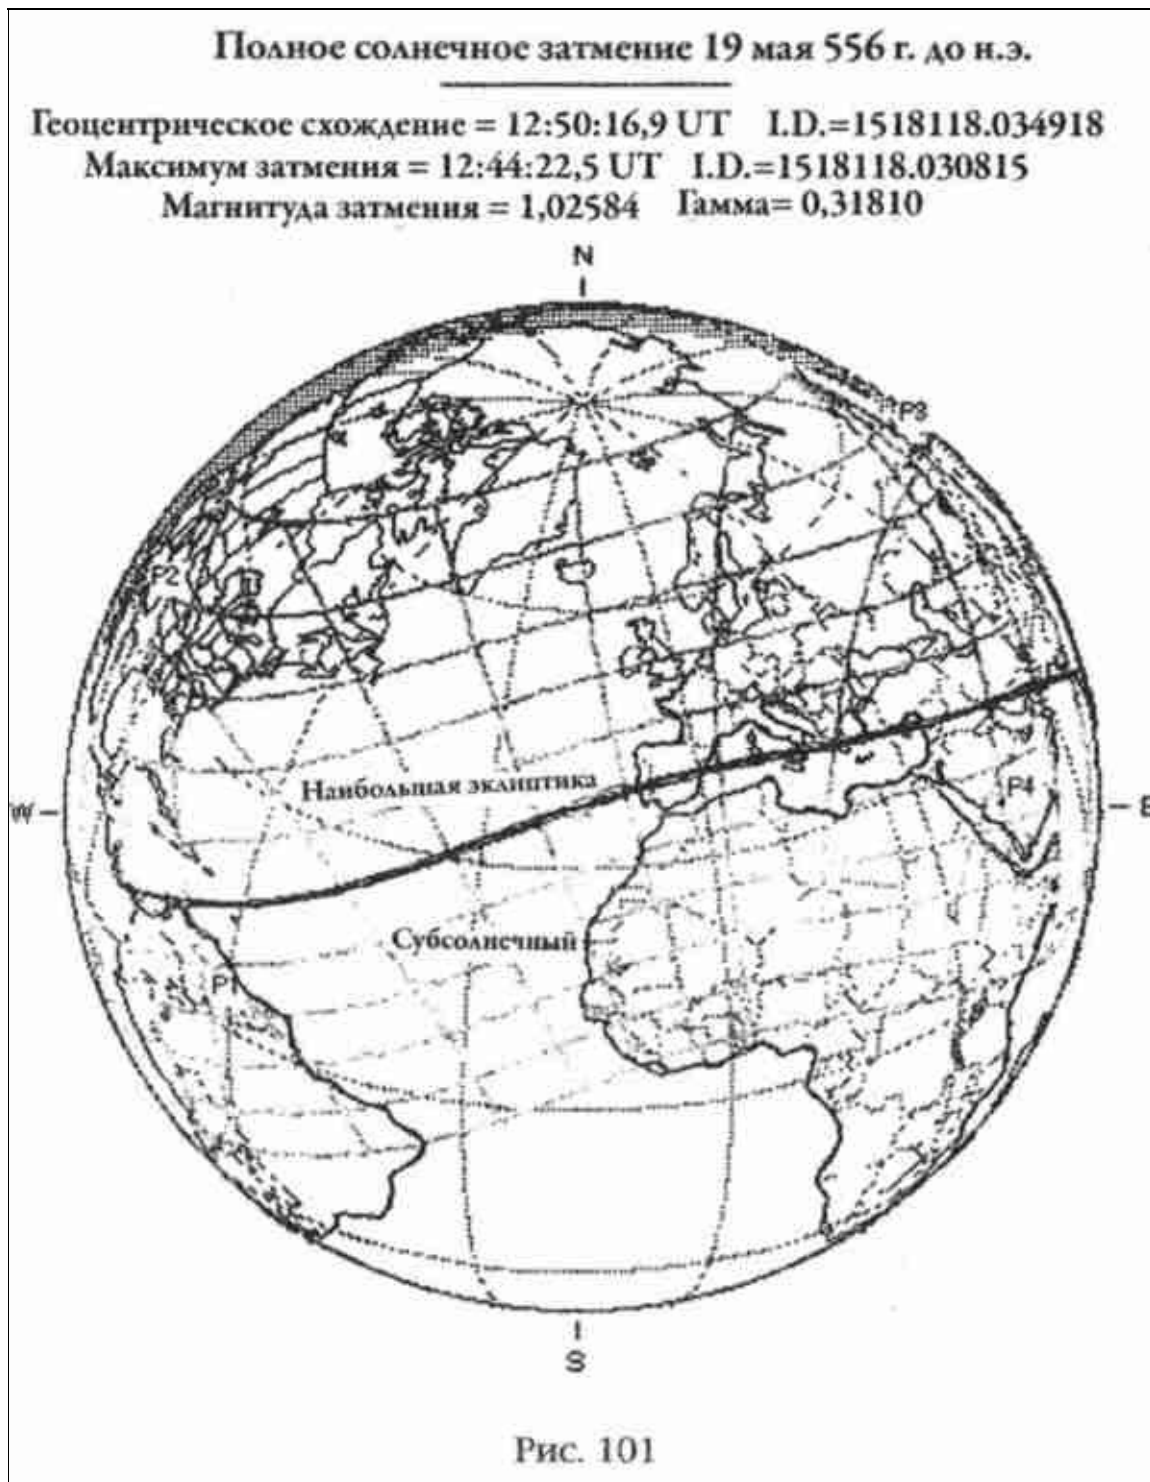 Полное солнечное затмение 19 мая 556 г. до н.э.
Геоцентрическое схождение = 12:50:16,9 UT I.D.=1518118.034918
Максимум затмения = 12:44:22,5 UT I.D.=1518118.030815
Магнитуда затмения = 1,02584 Гамма= 0,31810
N
P3
P2
Наибольшая эклиптика
P4
W
E
Субсолнечный
P1
S
Рис. 101